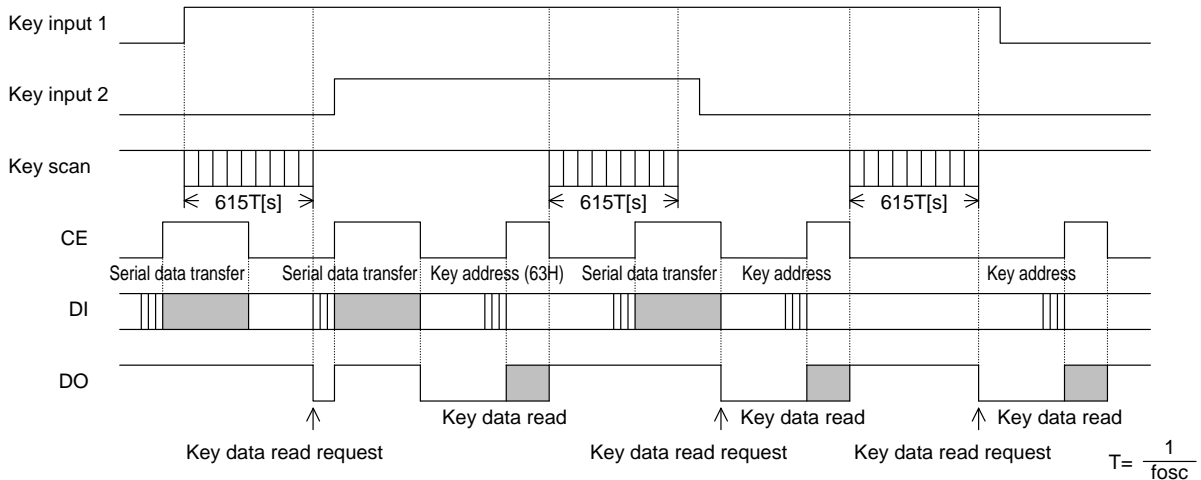 Key input 1
Key input 2
Key scan
615T[s] 615T[s] 615T[s]
CE
Serial data transfer Serial data transfer Key address (63H) Serial data transfer Key address Key address
DI
DO
Key data read Key data read Key data read
Key data read request Key data read request Key data read request
T= 1
fosc